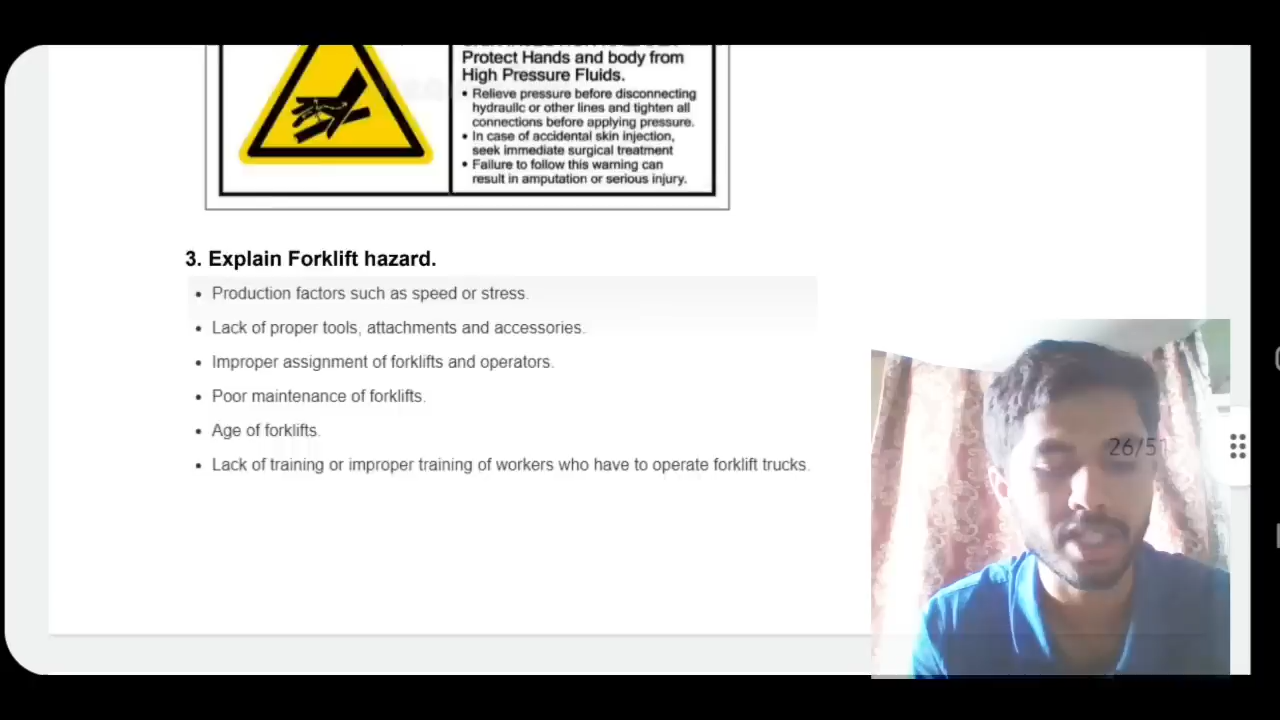 Protect Hands and body from
High Pressure Fluids.
• Relieve pressure before disconnecting
hydraulic or other lines and tighten all
connections before applying pressure.
• In case of accidental skin injection,
seek immediate surgical treatment
• Failure to follow this warning can
result in amputation or serious injury.
3. Explain Forklift hazard.
• Production factors such as speed or stress.
• Lack of proper tools, attachments and accessories.
• Improper assignment of forklifts and operators.
• Poor maintenance of forklifts.
• Age of forklifts.
• Lack of training or improper training of workers who have to operate forklift trucks.
26/51